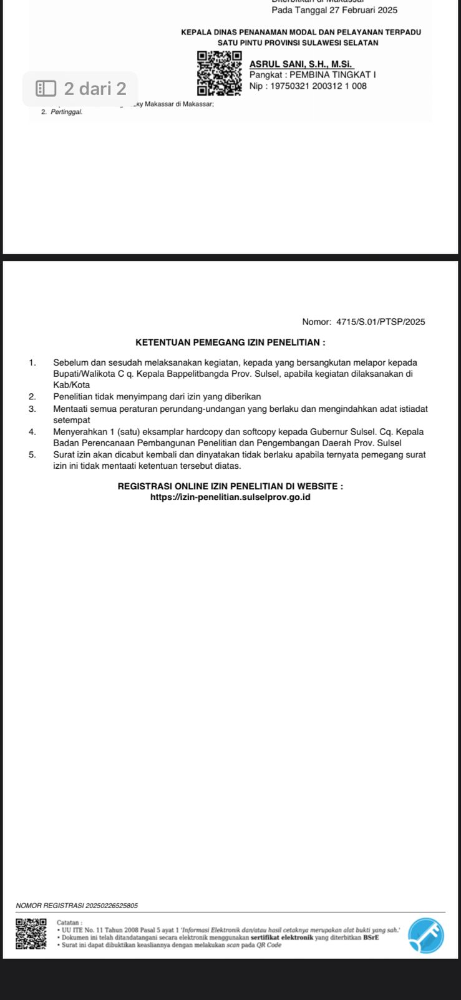 Diterbitkan di Makassar
Pada Tanggal 27 Februari 2025
KEPALA DINAS PENANAMAN MODAL DAN PELAYANAN TERPADU
SATU PINTU PROVINSI SULAWESI SELATAN
ASRUL SANI, S.H., M.Si.
Pangkat : PEMBINA TINGKAT I
Nip : 19750321 200312 1 008
2 dari 2
Makassar di Makassar;
2. Pertinggal.
Nomor: 4715/S.01/PTSP/2025
KETENTUAN PEMEGANG IZIN PENELITIAN :
1. Sebelum dan sesudah melaksanakan kegiatan, kepada yang bersangkutan melapor kepada
Bupati/Walikota C q. Kepala Bappelitbangda Prov. Sulsel, apabila kegiatan dilaksanakan di
Kab/Kota
2. Penelitian tidak menyimpang dari izin yang diberikan
3. Mentaati semua peraturan perundang-undangan yang berlaku dan mengindahkan adat istiadat
setempat
4. Menyerahkan 1 (satu) eksamplar hardcopy dan softcopy kepada Gubernur Sulsel. Cq. Kepala
Badan Perencanaan Pembangunan Penelitian dan Pengembangan Daerah Prov. Sulsel
5. Surat izin akan dicabut kembali dan dinyatakan tidak berlaku apabila ternyata pemegang surat
izin ini tidak mentaati ketentuan tersebut diatas.
REGISTRASI ONLINE IZIN PENELITIAN DI WEBSITE :
https://izin-penelitian.sulselprov.go.id
NOMOR REGISTRASI 20250226525805
Catatan :
• UU ITE No. 11 Tahun 2008 Pasal 5 ayat 1 'Informasi Elektronik dan/atau hasil cetaknya merupakan alat bukti yang sah.'
• Dokumen ini telah ditandatangani secara elektronik menggunakan sertifikat elektronik yang diterbitkan BSrE
• Surat ini dapat dibuktikan keasliannya dengan melakukan scan pada QR Code